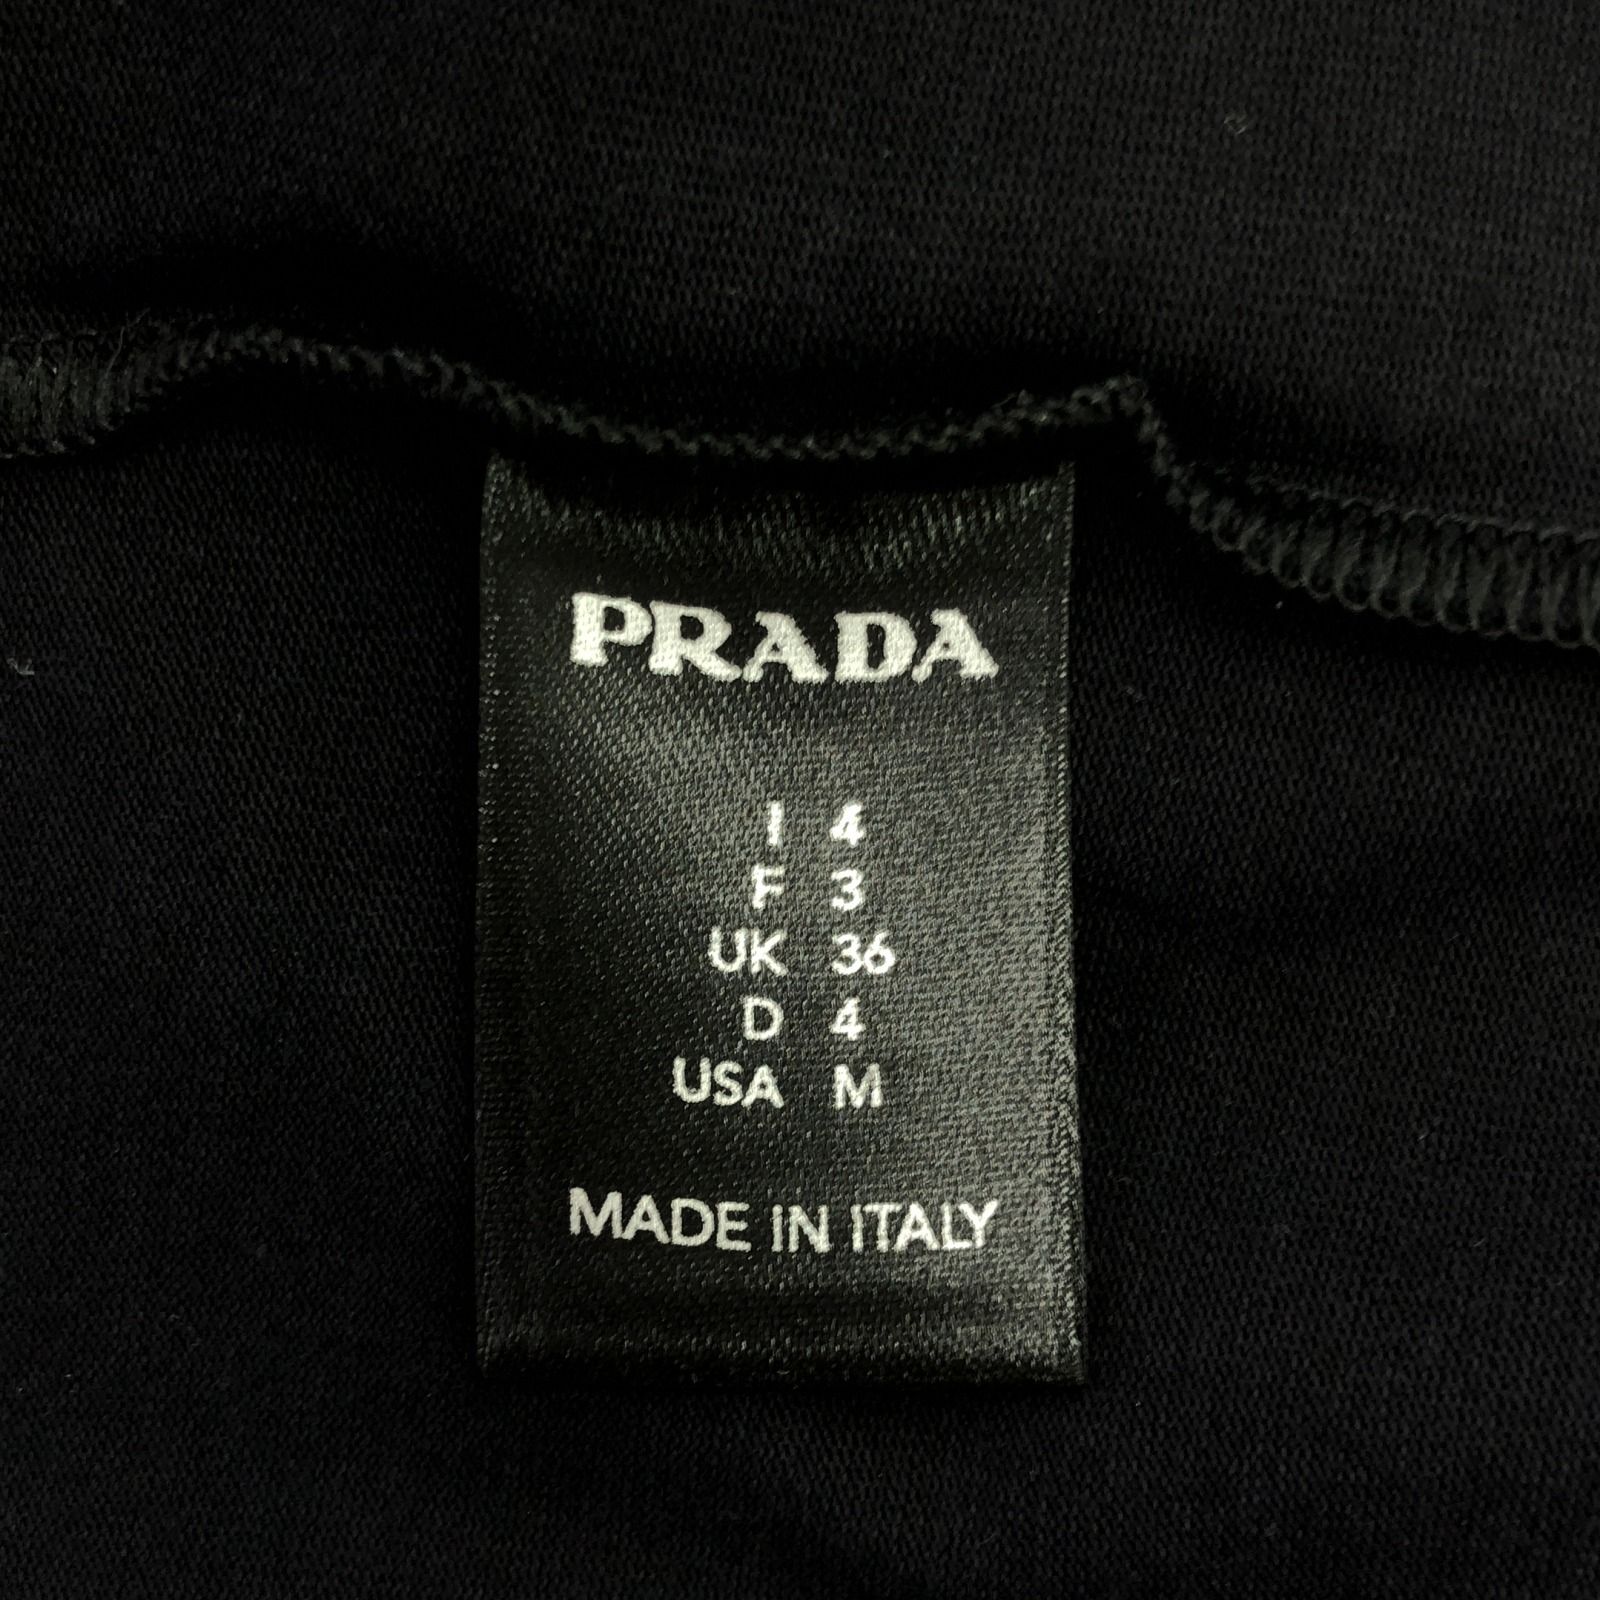 PRADA
I 4
F 3
UK 36
D 4
USA M
MADE IN ITALY